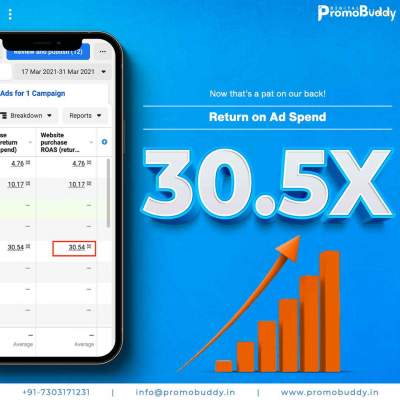 DIGITAL
PromoBuddy
Review and publish (12)
17 Mar 2021-31 Mar 2021
Ads for 1 Campaign
Breakdown
Reports
Website
purchase
ROAS (retur...
return
pend)
4.76
4.76
10.17
10.17
—
—
—
—
30.54
30.54
—
—
—
—
—
—
Average
Average
Now that's a pat on our back!
Return on Ad Spend
30.5X
+91-7303171231 | info@promobuddy.in | www.promobuddy.in